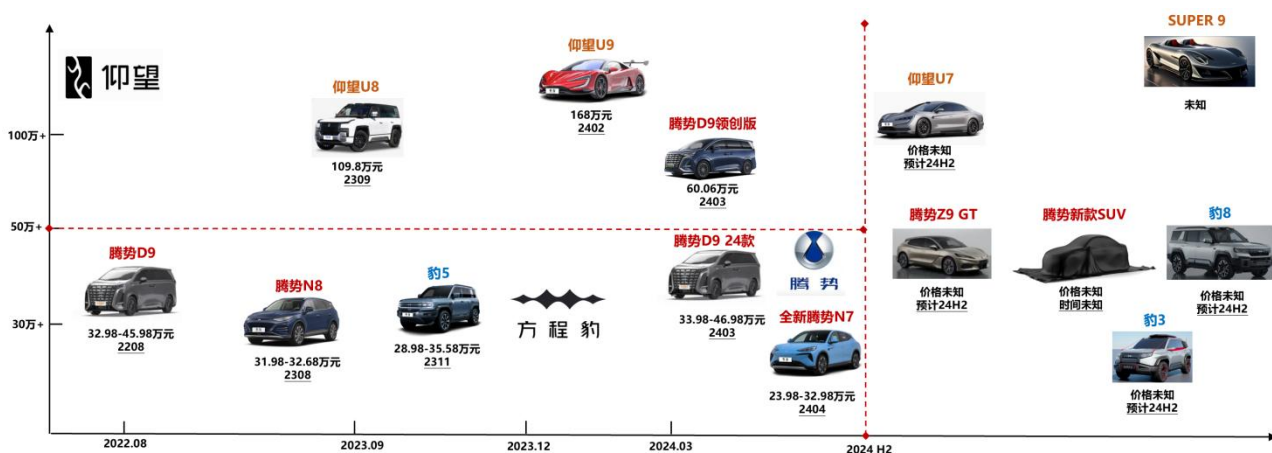 SUPER 9
仰望
仰望U8
仰望U9
仰望U7
未知
168万元
2402
腾势D9领创版
100万+
价格未知
预计24H2
109.8万元
2309
60.06万元
2403
50万+
腾势D9
腾势D9 24款
腾势Z9 GT
腾势新款SUV
豹8
腾势N8
豹5
腾势
价格未知
预计24H2
价格未知
时间未知
价格未知
预计24H2
30万+
32.98-45.98万元
2208
方程豹
33.98-46.98万元
2403
全新腾势N7
豹3
31.98-32.68万元
2308
28.98-35.58万元
2311
23.98-32.98万元
2404
价格未知
预计24H2
2022.08
2023.09
2023.12
2024.03
2024 H2